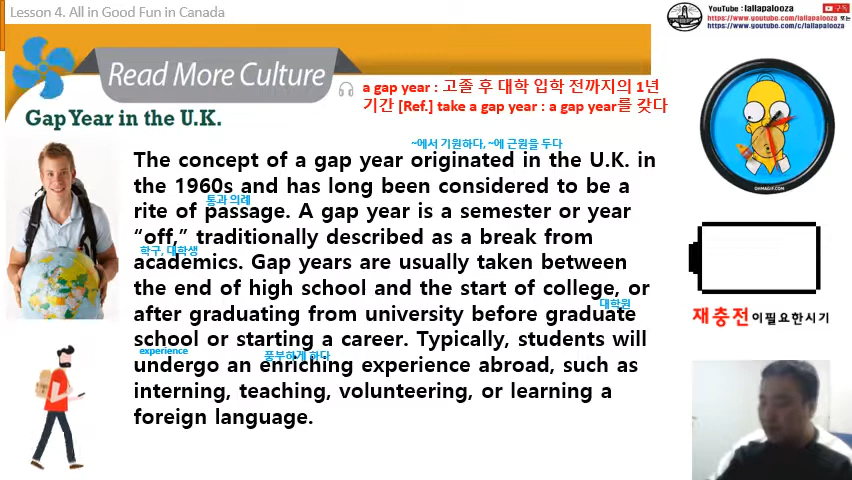 Lesson 4. All in Good Fun in Canada
YouTube : lallapalooza 구독
https://www.youtube.com/lallapalooza 또는
https://www.youtube.com/c/lallapalooza
Read More Culture
a gap year : 고졸 후 대학 입학 전까지의 1년
기간 [Ref.] take a gap year : a gap year를 갖다
Gap Year in the U.K.
~에서 기원하다, ~에 근원을 두다
The concept of a gap year originated in the U.K. in
the 1960s and has long been considered to be a
통과 의례
rite of passage. A gap year is a semester or year
“off,” traditionally described as a break from
학구, 대학생
academics. Gap years are usually taken between
the end of high school and the start of college, or
대학원
after graduating from university before graduate
school or starting a career. Typically, students will
experience
풍부하게 하다
undergo an enriching experience abroad, such as
interning, teaching, volunteering, or learning a
foreign language.
OHMAGIF.COM
재충전이필요한시기